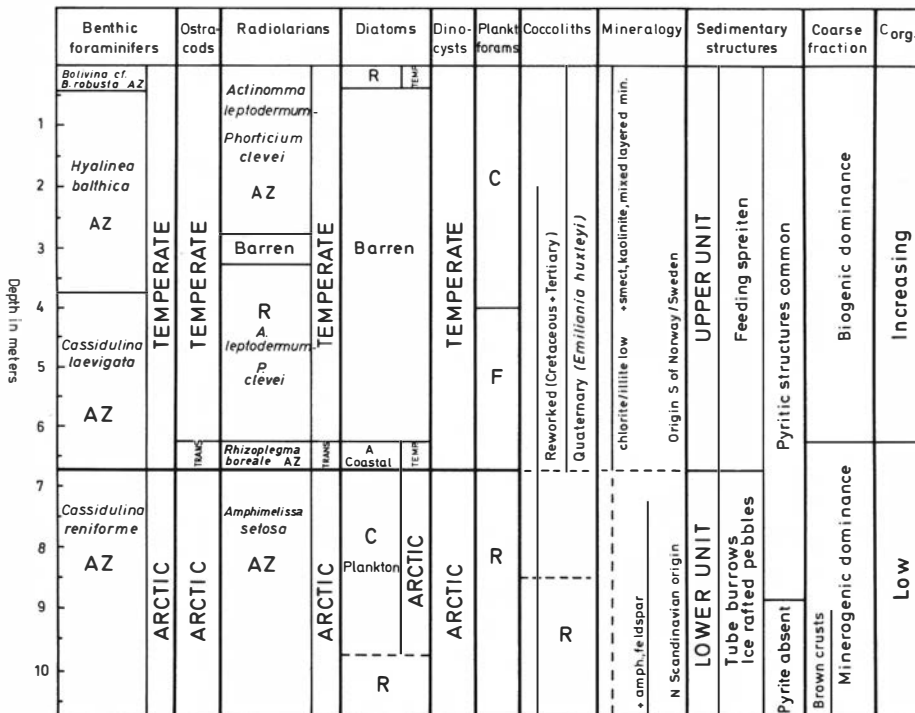 Benthic foraminifers
Ostra- cods
Radiolarians
Diatoms
Dino- cysts
Plankt forams
Coccoliths
Mineralogy
Sedimentary structures
Coarse fraction
C org.
Depth in meters
1
2
3
4
5
6
7
8
9
10
Bolivina cf.
B. robusta AZ
Hyalinea
balthica
AZ
Cassidulina
laevigata
AZ
Cassidulina
reniforme
AZ
TEMPERATE
ARCTIC
TEMPERATE
TRANS
ARCTIC
Actinomma
leptodermum-
Phorticium
clevei
AZ
Barren
R
A.
leptodermum-
P.
clevei
Rhizoplegma
boreale AZ
Amphimelissa
setosa
AZ
TEMPERATE
TRANS
ARCTIC
R
TEMP
Barren
A
Coastal
TEMP
C
Plankton
ARCTIC
R
TEMPERATE
ARCTIC
C
F
R
Reworked (Cretaceous + Tertiary)
Quaternary (Emiliania huxleyi)
R
chlorite/illite low + smect, kaolinite, mixed layered min.
Origin S of Norway/Sweden
+ amph., feldspar
N Scandinavian origin
UPPER UNIT
LOWER UNIT
Feeding spreiten
Tube burrows
Ice rafted pebbles
Pyritic structures common
Pyrite absent
Biogenic dominance
Brown crusts
Minerogenic dominance
Increasing
Low